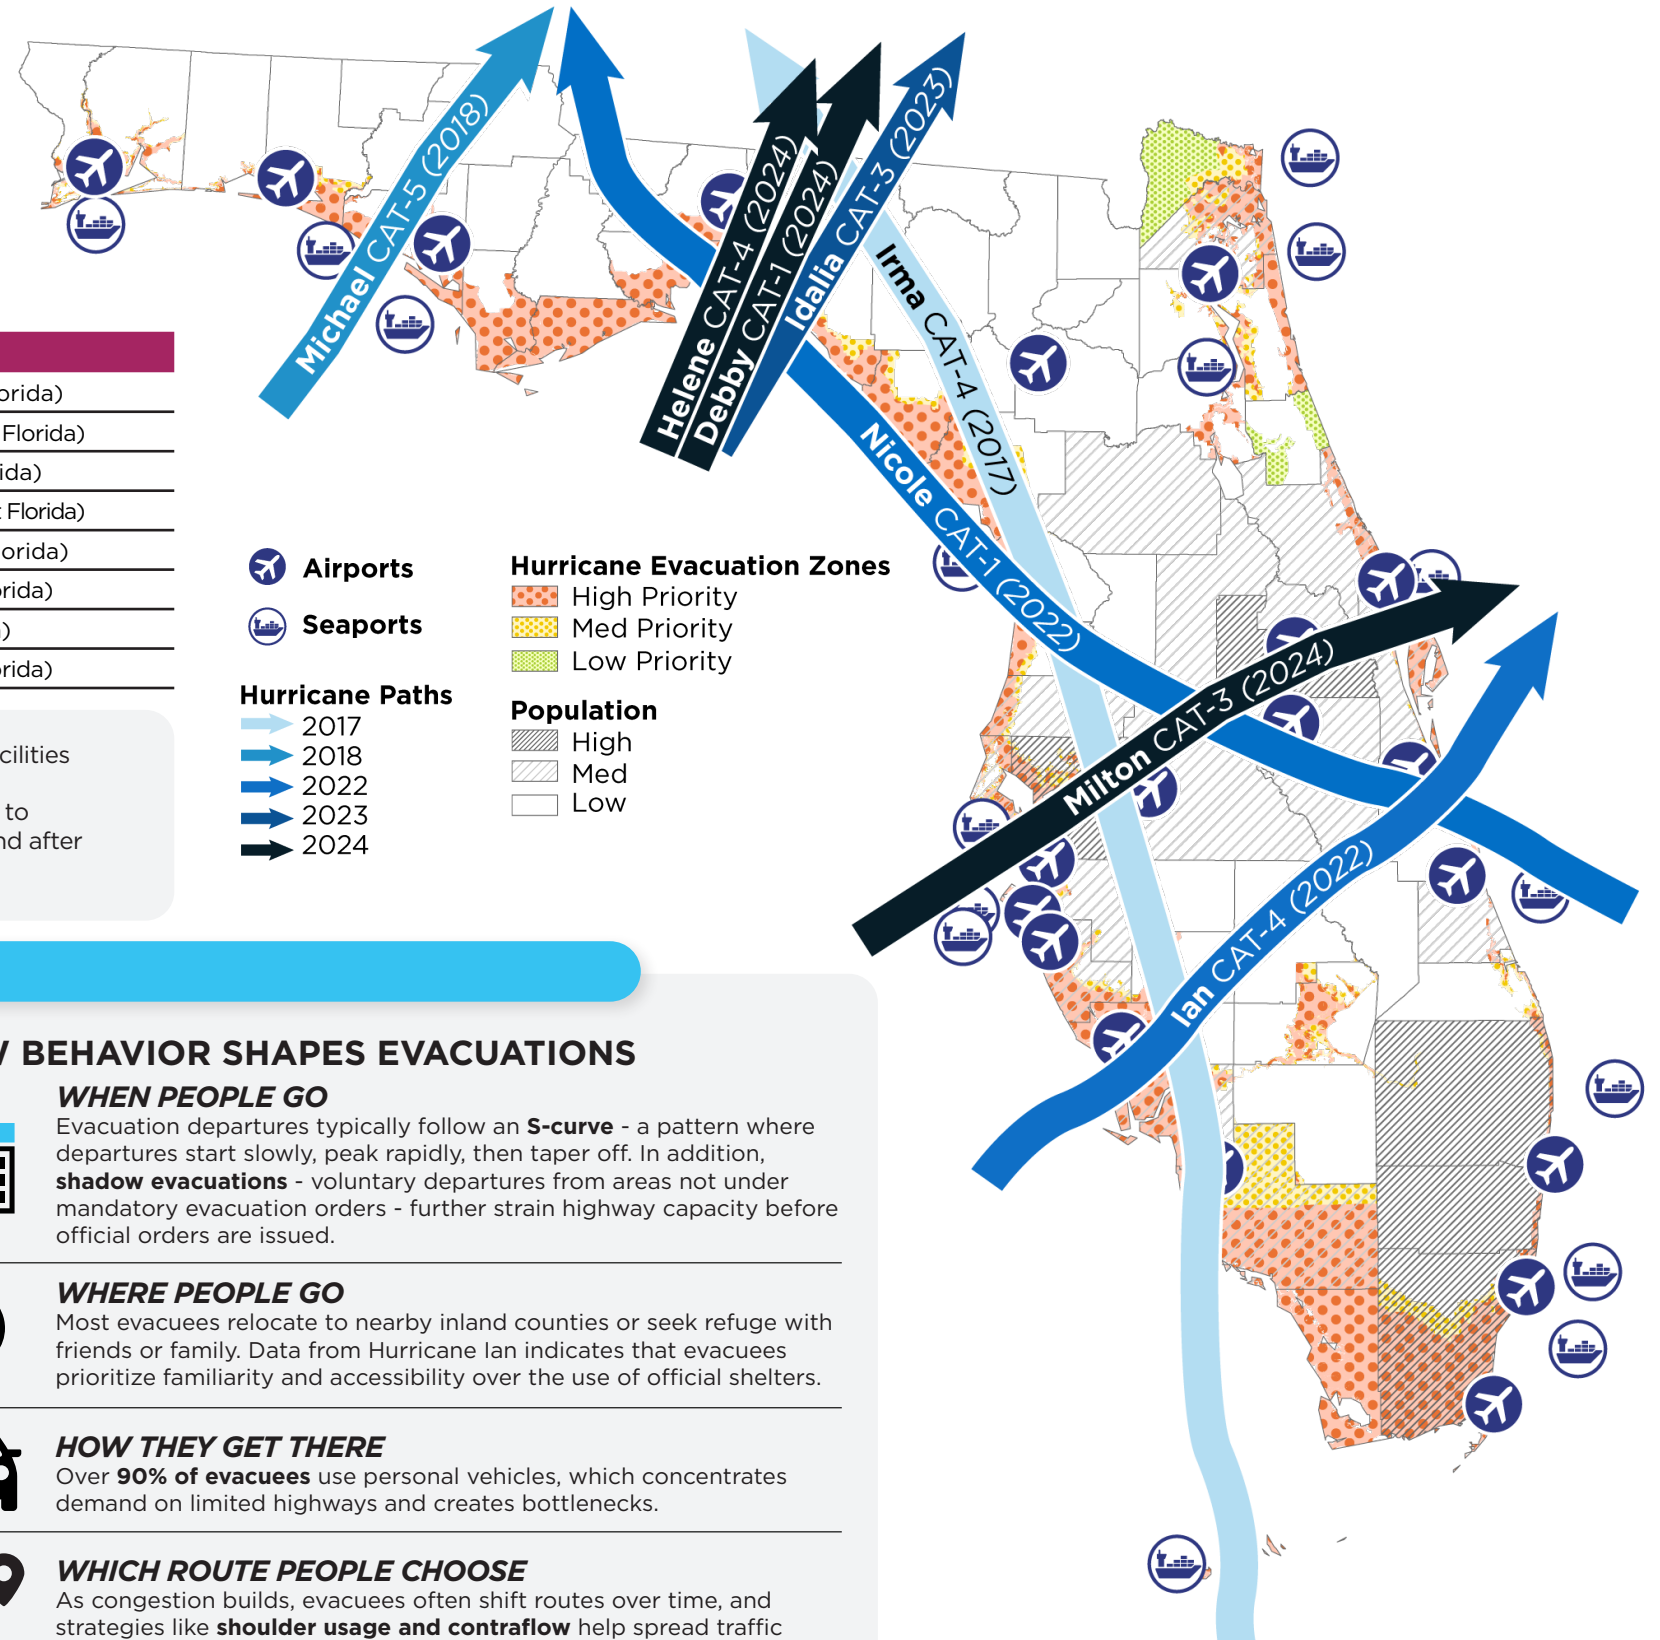 Michael CAT-5 (2018)
Helene CAT-4 (2024)
Debby CAT-1 (2024)
Idalia CAT-3 (2023)
Irma CAT-4 (2017)
Nicole CAT-1 (2022)
Milton CAT-3 (2024)
Ian CAT-4 (2022)
orida)
Florida)
ida)
t Florida)
orida)
orida)
)
orida)
cilities
to
nd after
Airports
Seaports
Hurricane Paths
2017
2018
2022
2023
2024
Hurricane Evacuation Zones
High Priority
Med Priority
Low Priority
Population
High
Med
Low
BEHAVIOR SHAPES EVACUATIONS
WHEN PEOPLE GO
Evacuation departures typically follow an S-curve - a pattern where
departures start slowly, peak rapidly, then taper off. In addition,
shadow evacuations - voluntary departures from areas not under
mandatory evacuation orders - further strain highway capacity before
official orders are issued.
WHERE PEOPLE GO
Most evacuees relocate to nearby inland counties or seek refuge with
friends or family. Data from Hurricane Ian indicates that evacuees
prioritize familiarity and accessibility over the use of official shelters.
HOW THEY GET THERE
Over 90% of evacuees use personal vehicles, which concentrates
demand on limited highways and creates bottlenecks.
WHICH ROUTE PEOPLE CHOOSE
As congestion builds, evacuees often shift routes over time, and
strategies like shoulder usage and contraflow help spread traffic